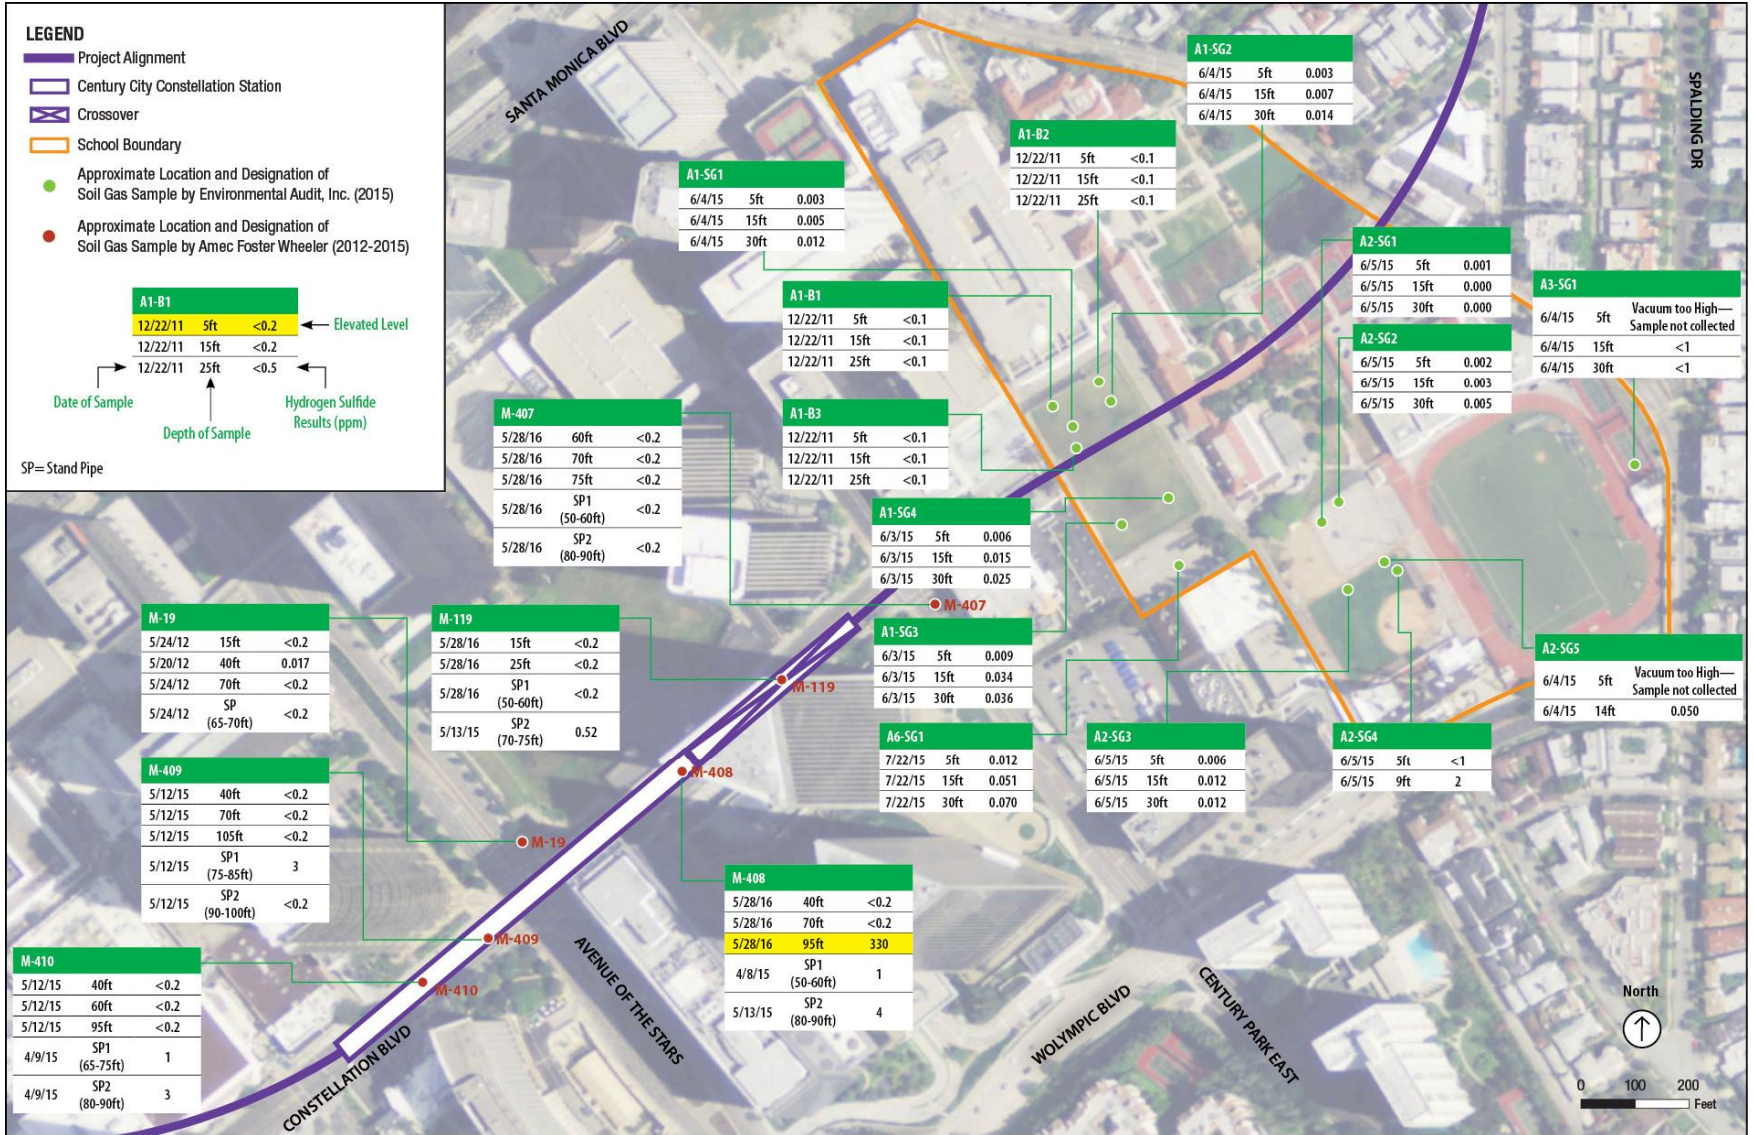 LEGEND
Project Alignment
Century City Constellation Station
Crossover
School Boundary
Approximate Location and Designation of
Soil Gas Sample by Environmental Audit, Inc. (2015)
Approximate Location and Designation of
Soil Gas Sample by Amec Foster Wheeler (2012-2015)
A1-B1
12/22/11 5ft <0.2
Elevated Level
12/22/11 15ft <0.2
12/22/11 25ft <0.5
Date of Sample
Depth of Sample
Hydrogen Sulfide
Results (ppm)
SP= Stand Pipe
SANTA MONICA BLVD
SPALDING DR
A1-SG2
6/4/15 5ft 0.003
6/4/15 15ft 0.007
6/4/15 30ft 0.014
A1-B2
12/22/11 5ft <0.1
12/22/11 15ft <0.1
12/22/11 25ft <0.1
A1-SG1
6/4/15 5ft 0.003
6/4/15 15ft 0.005
6/4/15 30ft 0.012
A2-SG1
6/5/15 5ft 0.001
6/5/15 15ft 0.000
6/5/15 30ft 0.000
A3-SG1
6/4/15 5ft Vacuum too High—
Sample not collected
6/4/15 15ft <1
6/4/15 30ft <1
A1-B1
12/22/11 5ft <0.1
12/22/11 15ft <0.1
12/22/11 25ft <0.1
A2-SG2
6/5/15 5ft 0.002
6/5/15 15ft 0.003
6/5/15 30ft 0.005
M-407
5/28/16 60ft <0.2
5/28/16 70ft <0.2
5/28/16 75ft <0.2
5/28/16 SP1
(50-60ft) <0.2
5/28/16 SP2
(80-90ft) <0.2
A1-B3
12/22/11 5ft <0.1
12/22/11 15ft <0.1
12/22/11 25ft <0.1
A1-SG4
6/3/15 5ft 0.006
6/3/15 15ft 0.015
6/3/15 30ft 0.025
M-407
M-19
5/24/12 15ft <0.2
5/20/12 40ft 0.017
5/24/12 70ft <0.2
5/24/12 SP
(65-70ft) <0.2
M-119
5/28/16 15ft <0.2
5/28/16 25ft <0.2
5/28/16 SP1
(50-60ft) <0.2
5/13/15 SP2
(70-75ft) 0.52
A1-SG3
6/3/15 5ft 0.009
6/3/15 15ft 0.034
6/3/15 30ft 0.036
M-119
A2-SG5
6/4/15 5ft Vacuum too High—
Sample not collected
6/4/15 14ft 0.050
A6-SG1
7/22/15 5ft 0.012
7/22/15 15ft 0.051
7/22/15 30ft 0.070
A2-SG3
6/5/15 5ft 0.006
6/5/15 15ft 0.012
6/5/15 30ft 0.012
A2-SG4
6/5/15 5ft <1
6/5/15 9ft 2
M-408
M-409
5/12/15 40ft <0.2
5/12/15 70ft <0.2
5/12/15 105ft <0.2
5/12/15 SP1
(75-85ft) 3
5/12/15 SP2
(90-100ft) <0.2
M-19
M-408
5/28/16 40ft <0.2
5/28/16 70ft <0.2
5/28/16 95ft 330
4/8/15 SP1
(50-60ft) 1
5/13/15 SP2
(80-90ft) 4
M-409
M-410
5/12/15 40ft <0.2
5/12/15 60ft <0.2
5/12/15 95ft <0.2
4/9/15 SP1
(65-75ft) 1
4/9/15 SP2
(80-90ft) 3
M-410
CONSTELLATION BLVD
AVENUE OF THE STARS
WOLYMPIC BLVD
CENTURY PARK EAST
North
0 100 200
Feet